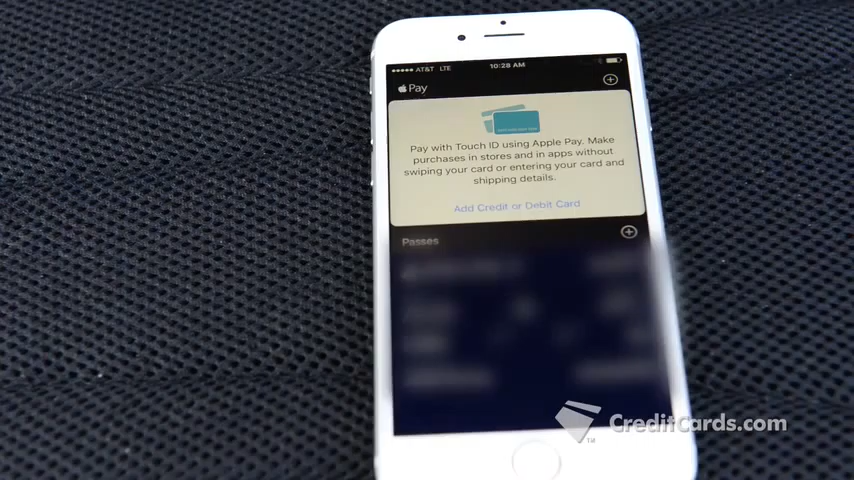 AT&T LTE
10:28 AM
Pay
Pay with Touch ID using Apple Pay. Make
purchases in stores and in apps without
swiping your card or entering your card and
shipping details.
Add Credit or Debit Card
Passes
CreditCards.com
TM